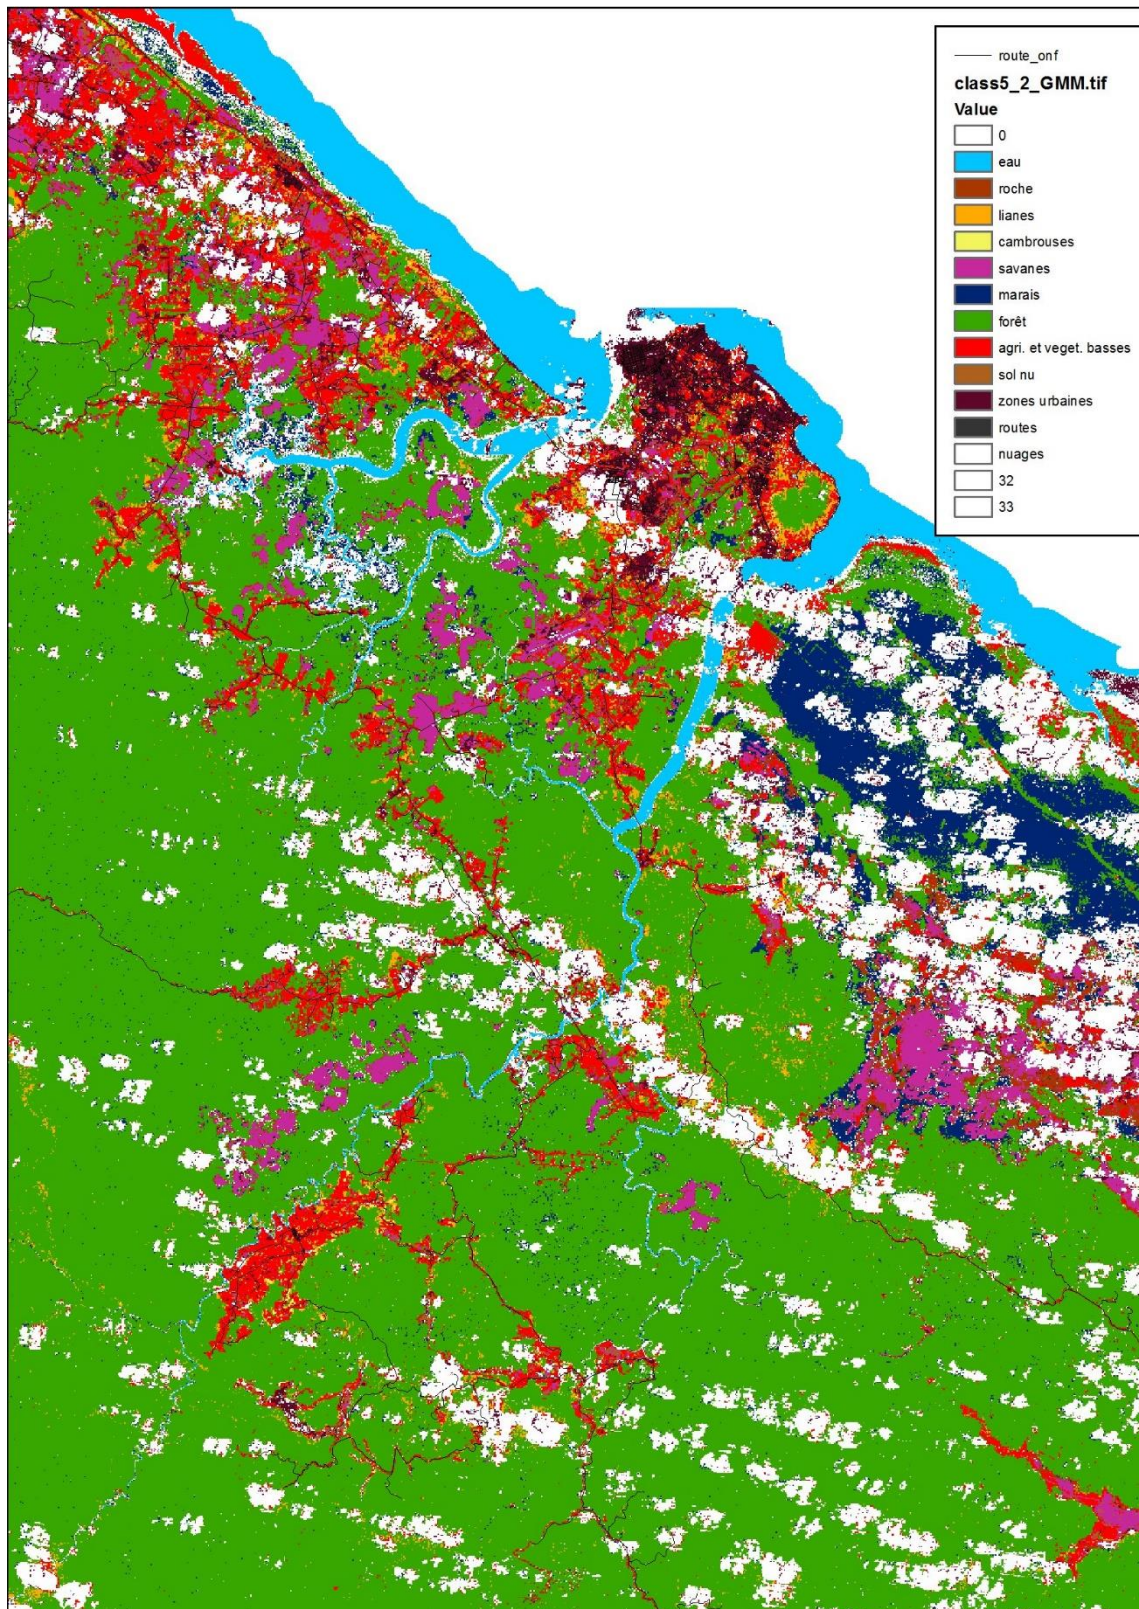 route_onf
class5_2_GMM.tif
Value
0
eau
roche
lianes
cambrouses
savanes
marais
forêt
agri. et veget. basses
sol nu
zones urbaines
routes
nuages
32
33